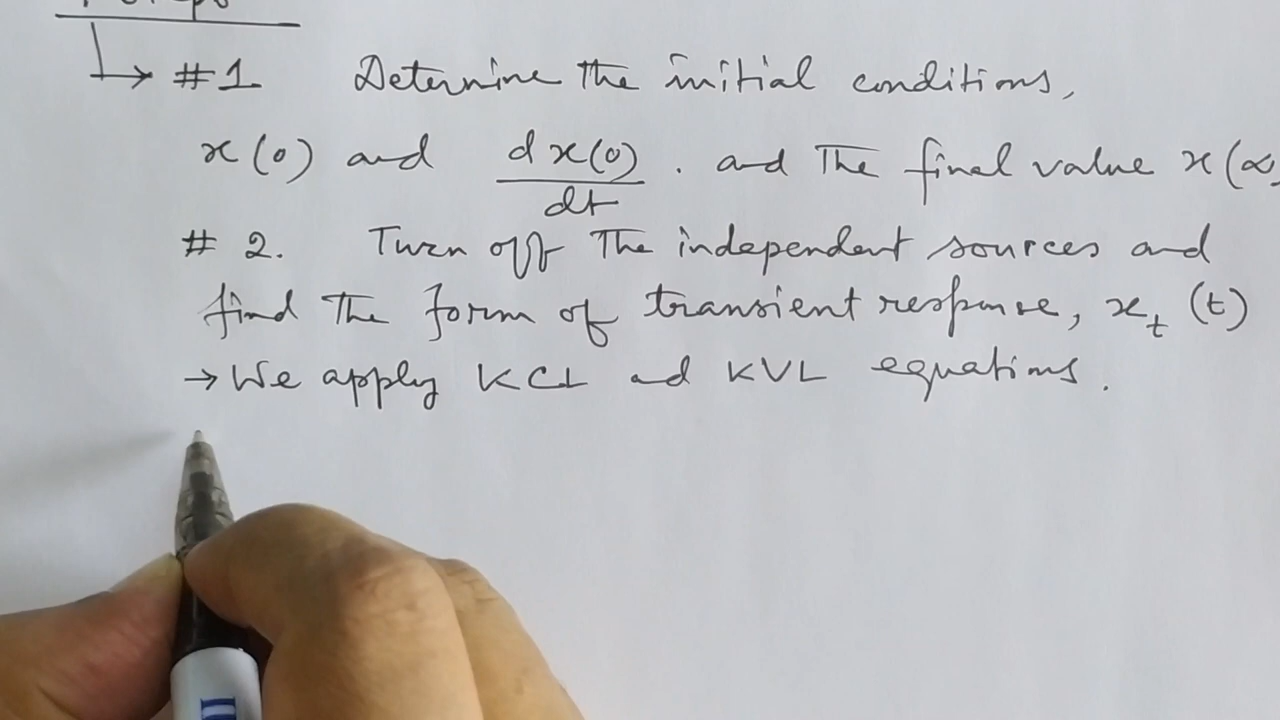 → #1 Determine the initial conditions,
x(0) and dx(0)/dt . and the final value x(∞
# 2. Turn off the independent sources and
find the form of transient response, x_t (t)
→ We apply KCL and KVL equations.